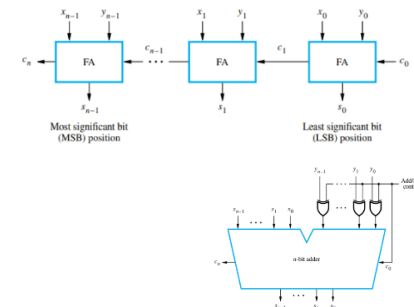 xₙ₋₁ yₙ₋₁ x₁ y₁ x₀ y₀
cₙ FA cₙ₋₁ ... FA c₁ FA c₀
sₙ₋₁ s₁ s₀
Most significant bit Least significant bit
(MSB) position (LSB) position
yₙ₋₁ y₁ y₀
xₙ₋₁ x₁ x₀
cₙ n-bit adder c₀